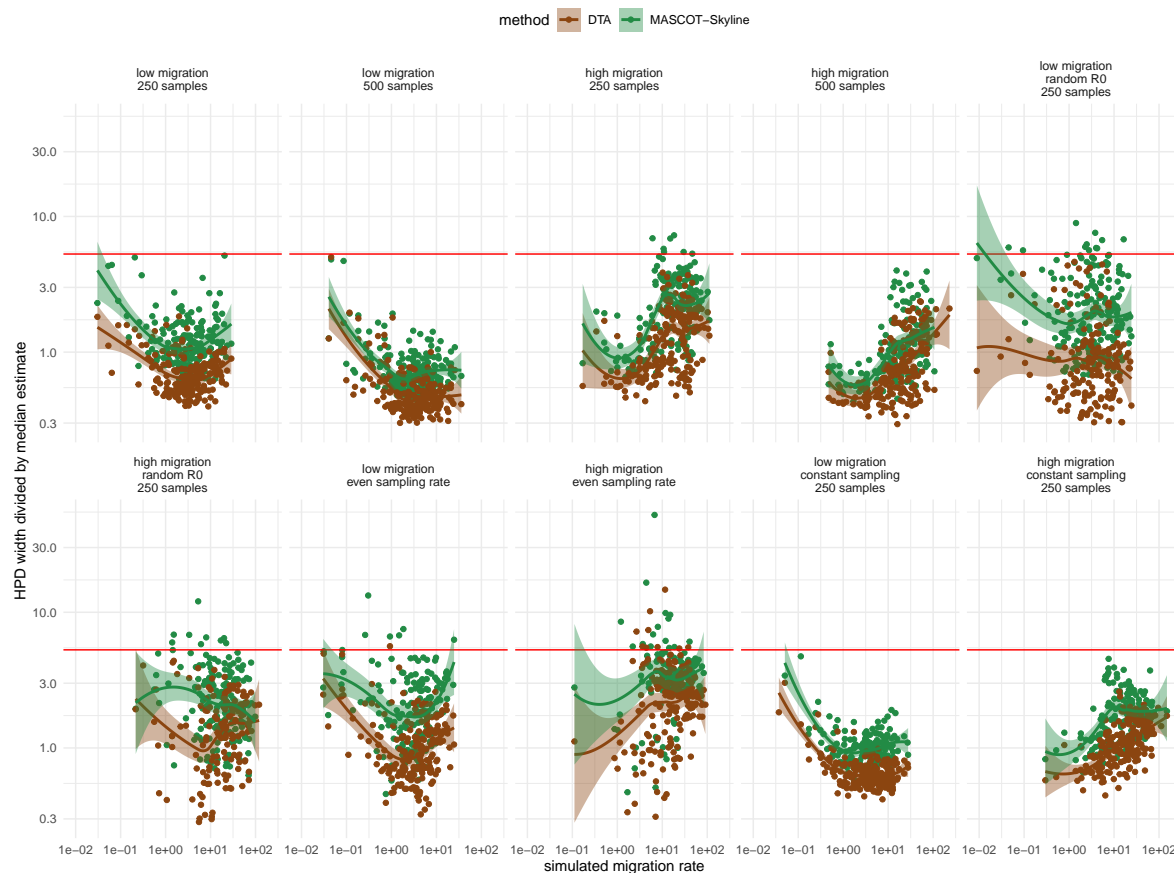 method DTA MASCOT−Skyline
low migration
250 samples
low migration
500 samples
high migration
250 samples
high migration
500 samples
low migration
random R0
250 samples
30.0
10.0
3.0
1.0
0.3
high migration
random R0
250 samples
low migration
even sampling rate
high migration
even sampling rate
low migration
constant sampling
250 samples
high migration
constant sampling
250 samples
30.0
10.0
3.0
1.0
0.3
HPD width divided by median estimate
1e−02 1e−01 1e+00 1e+01 1e+02 1e−02 1e−01 1e+00 1e+01 1e+02 1e−02 1e−01 1e+00 1e+01 1e+02 1e−02 1e−01 1e+00 1e+01 1e+02 1e−02 1e−01 1e+00 1e+01 1e+02
simulated migration rate